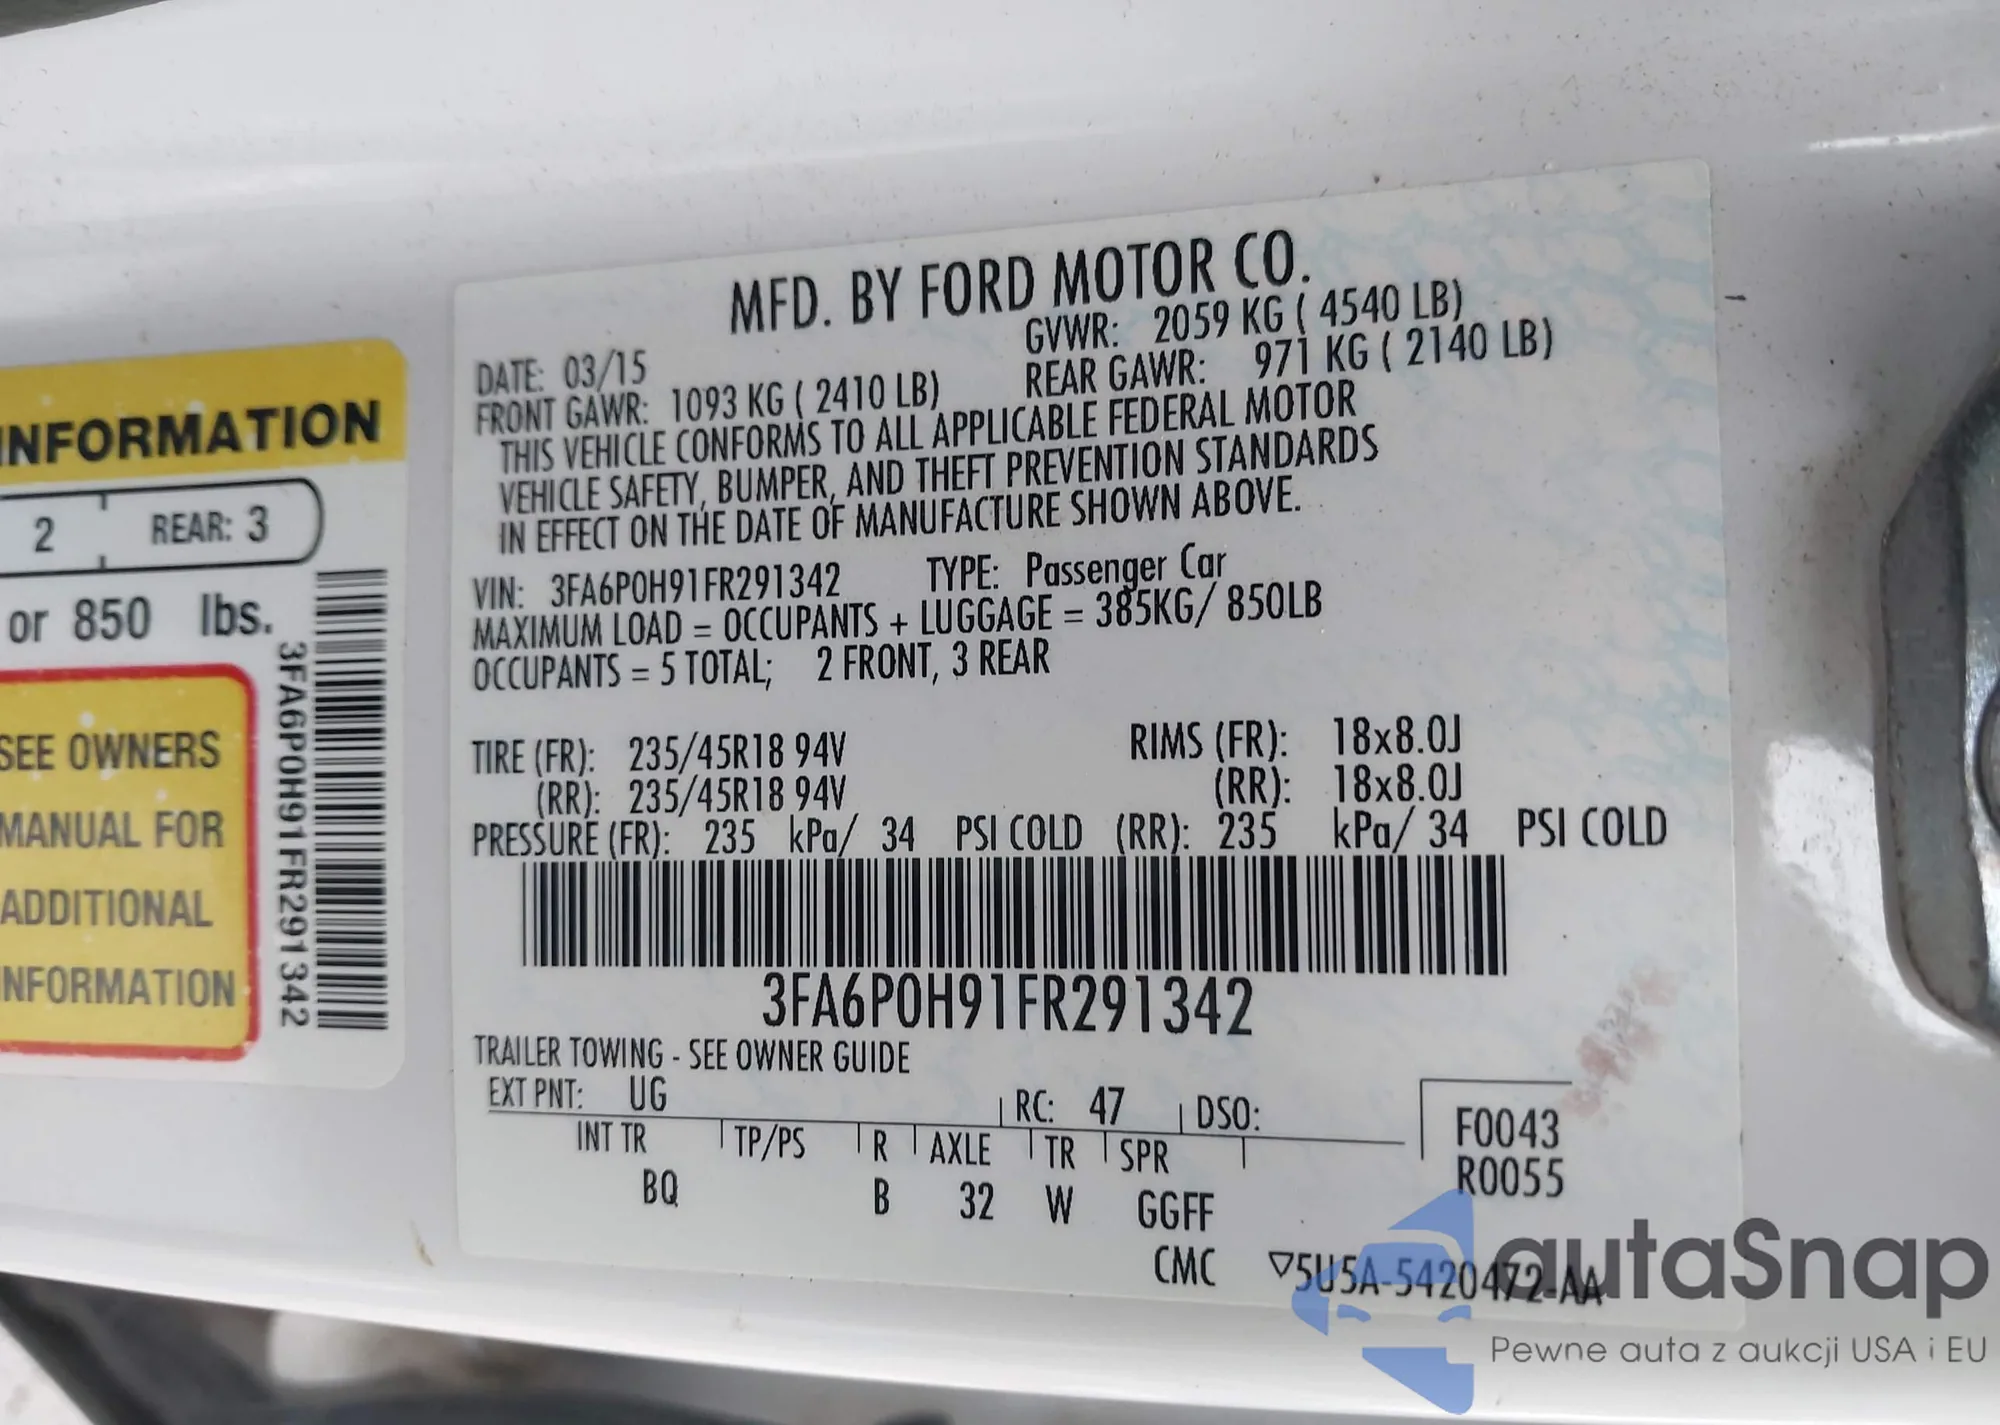 INFORMATION
2 REAR: 3
or 850 lbs.
SEE OWNERS
MANUAL FOR
ADDITIONAL
INFORMATION
3FA6P0H91FR291342
MFD. BY FORD MOTOR CO.
DATE: 03/15 GVWR: 2059 KG ( 4540 LB)
FRONT GAWR: 1093 KG ( 2410 LB) REAR GAWR: 971 KG ( 2140 LB)
THIS VEHICLE CONFORMS TO ALL APPLICABLE FEDERAL MOTOR
VEHICLE SAFETY, BUMPER, AND THEFT PREVENTION STANDARDS
IN EFFECT ON THE DATE OF MANUFACTURE SHOWN ABOVE.
VIN: 3FA6P0H91FR291342 TYPE: Passenger Car
MAXIMUM LOAD = OCCUPANTS + LUGGAGE = 385KG/ 850LB
OCCUPANTS = 5 TOTAL; 2 FRONT, 3 REAR
TIRE (FR): 235/45R18 94V RIMS (FR): 18x8.0J
(RR): 235/45R18 94V (RR): 18x8.0J
PRESSURE (FR): 235 kPa/ 34 PSI COLD (RR): 235 kPa/ 34 PSI COLD
3FA6P0H91FR291342
TRAILER TOWING - SEE OWNER GUIDE
EXT PNT: UG RC: 47 DSO:
INT TR TP/PS R AXLE TR SPR
BQ B 32 W GGFF
F0043
R0055
CMC ▽5U5A-5420472-AA
autaSnap
Pewne auta z aukcji USA i EU